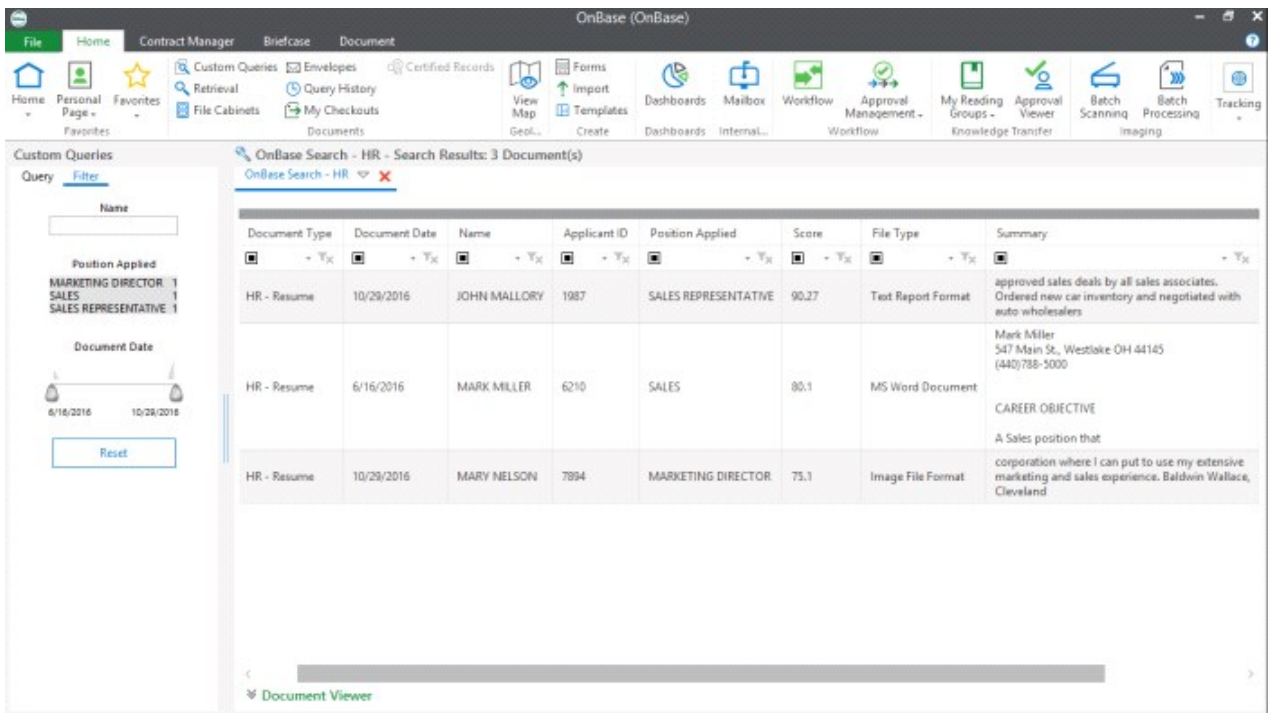 OnBase (OnBase)
File Home Contract Manager Briefcase Document
Custom Queries Envelopes Certified Records Forms
Retrieval Query History Import
File Cabinets My Checkouts Templates
Home Personal Page Favorites View Map Dashboards Mailbox Workflow Approval Management My Reading Groups Approval Viewer Batch Scanning Batch Processing Tracking
Favorites Documents Geol... Create Dashboards Internal... Workflow Knowledge Transfer Imaging
Custom Queries
Query Filter
Name
Position Applied
MARKETING DIRECTOR 1
SALES 1
SALES REPRESENTATIVE 1
Document Date
6/16/2016 10/29/2016
Reset
OnBase Search - HR - Search Results: 3 Document(s)
OnBase Search - HR
Document Type Document Date Name Applicant ID Position Applied Score File Type Summary
HR - Resume 10/29/2016 JOHN MALLORY 1987 SALES REPRESENTATIVE 90.27 Text Report Format
approved sales deals by all sales associates.
Ordered new car inventory and negotiated with
auto wholesalers
HR - Resume 6/16/2016 MARK MILLER 6210 SALES 80.1 MS Word Document
Mark Miller
547 Main St., Westlake OH 44145
(440)788-5000
CAREER OBJECTIVE
A Sales position that
HR - Resume 10/29/2016 MARY NELSON 7894 MARKETING DIRECTOR 75.1 Image File Format
corporation where I can put to use my extensive
marketing and sales experience. Baldwin Wallace,
Cleveland
Document Viewer